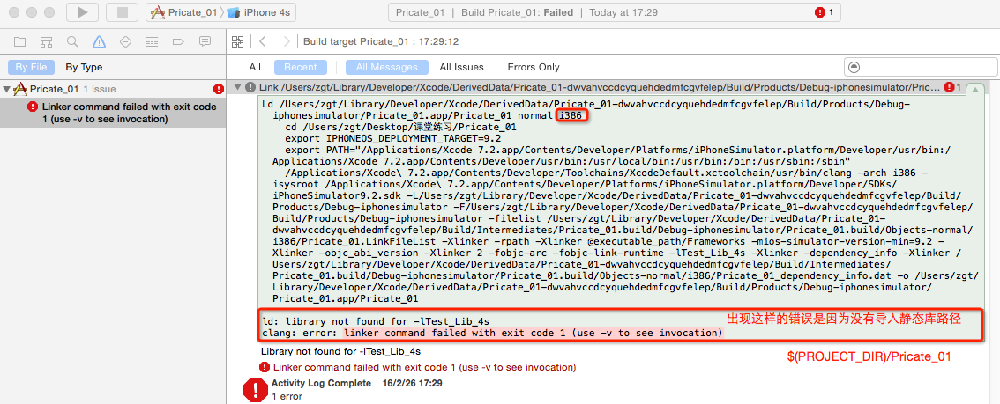 Pricate_01 iPhone 4s
Pricate_01 | Build Pricate_01: Failed | Today at 17:29
1
Build target Pricate_01 : 17:29:12
By File By Type
All Recent All Messages All Issues Errors Only
Pricate_01 1 issue
Linker command failed with exit code
1 (use -v to see invocation)
Link /Users/zgt/Library/Developer/Xcode/DerivedData/Pricate_01-dwvahvccdcyquehdedmfcgvfelep/Build/Products/Debug-iphonesimulator/Pric... 1
Ld /Users/zgt/Library/Developer/Xcode/DerivedData/Pricate_01-dwvahvccdcyquehdedmfcgvfelep/Build/Products/Debug-
iphonesimulator/Pricate_01.app/Pricate_01 normal i386
cd /Users/zgt/Desktop/课堂练习/Pricate_01
export IPHONEOS_DEPLOYMENT_TARGET=9.2
export PATH="/Applications/Xcode 7.2.app/Contents/Developer/Platforms/iPhoneSimulator.platform/Developer/usr/bin:/
Applications/Xcode 7.2.app/Contents/Developer/usr/bin:/usr/local/bin:/usr/bin:/bin:/usr/sbin:/sbin"
/Applications/Xcode\ 7.2.app/Contents/Developer/Toolchains/XcodeDefault.xctoolchain/usr/bin/clang -arch i386 -
isysroot /Applications/Xcode\ 7.2.app/Contents/Developer/Platforms/iPhoneSimulator.platform/Developer/SDKs/
iPhoneSimulator9.2.sdk -L/Users/zgt/Library/Developer/Xcode/DerivedData/Pricate_01-dwvahvccdcyquehdedmfcgvfelep/Build/
Products/Debug-iphonesimulator -F/Users/zgt/Library/Developer/Xcode/DerivedData/Pricate_01-dwvahvccdcyquehdedmfcgvfelep/
Build/Products/Debug-iphonesimulator -filelist /Users/zgt/Library/Developer/Xcode/DerivedData/Pricate_01-
dwvahvccdcyquehdedmfcgvfelep/Build/Intermediates/Pricate_01.build/Debug-iphonesimulator/Pricate_01.build/Objects-normal/
i386/Pricate_01.LinkFileList -Xlinker -rpath -Xlinker @executable_path/Frameworks -mios-simulator-version-min=9.2 -
Xlinker -objc_abi_version -Xlinker 2 -fobjc-arc -fobjc-link-runtime -lTest_Lib_4s -Xlinker -dependency_info -Xlinker /
Users/zgt/Library/Developer/Xcode/DerivedData/Pricate_01-dwvahvccdcyquehdedmfcgvfelep/Build/Intermediates/
Pricate_01.build/Debug-iphonesimulator/Pricate_01.build/Objects-normal/i386/Pricate_01_dependency_info.dat -o /Users/zgt/
Library/Developer/Xcode/DerivedData/Pricate_01-dwvahvccdcyquehdedmfcgvfelep/Build/Products/Debug-iphonesimulator/
Pricate_01.app/Pricate_01
ld: library not found for -lTest_Lib_4s
出现这样的错误是因为没有导入静态库路径
clang: error: linker command failed with exit code 1 (use -v to see invocation)
Library not found for -lTest_Lib_4s
$(PROJECT_DIR)/Pricate_01
Linker command failed with exit code 1 (use -v to see invocation)
Activity Log Complete 16/2/26 17:29
1 error